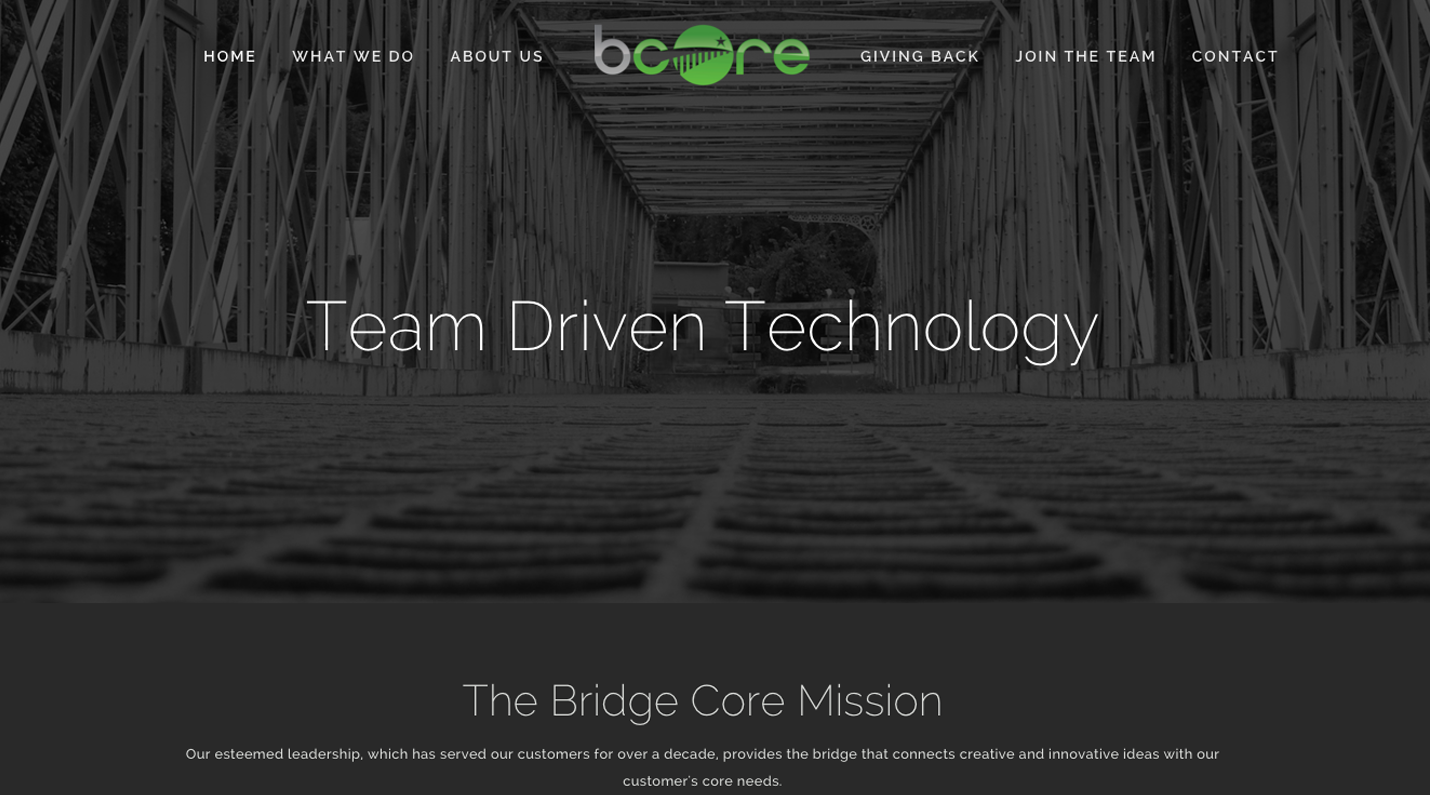 HOME WHAT WE DO ABOUT US bcore GIVING BACK JOIN THE TEAM CONTACT
Team Driven Technology
The Bridge Core Mission
Our esteemed leadership, which has served our customers for over a decade, provides the bridge that connects creative and innovative ideas with our
customer's core needs.